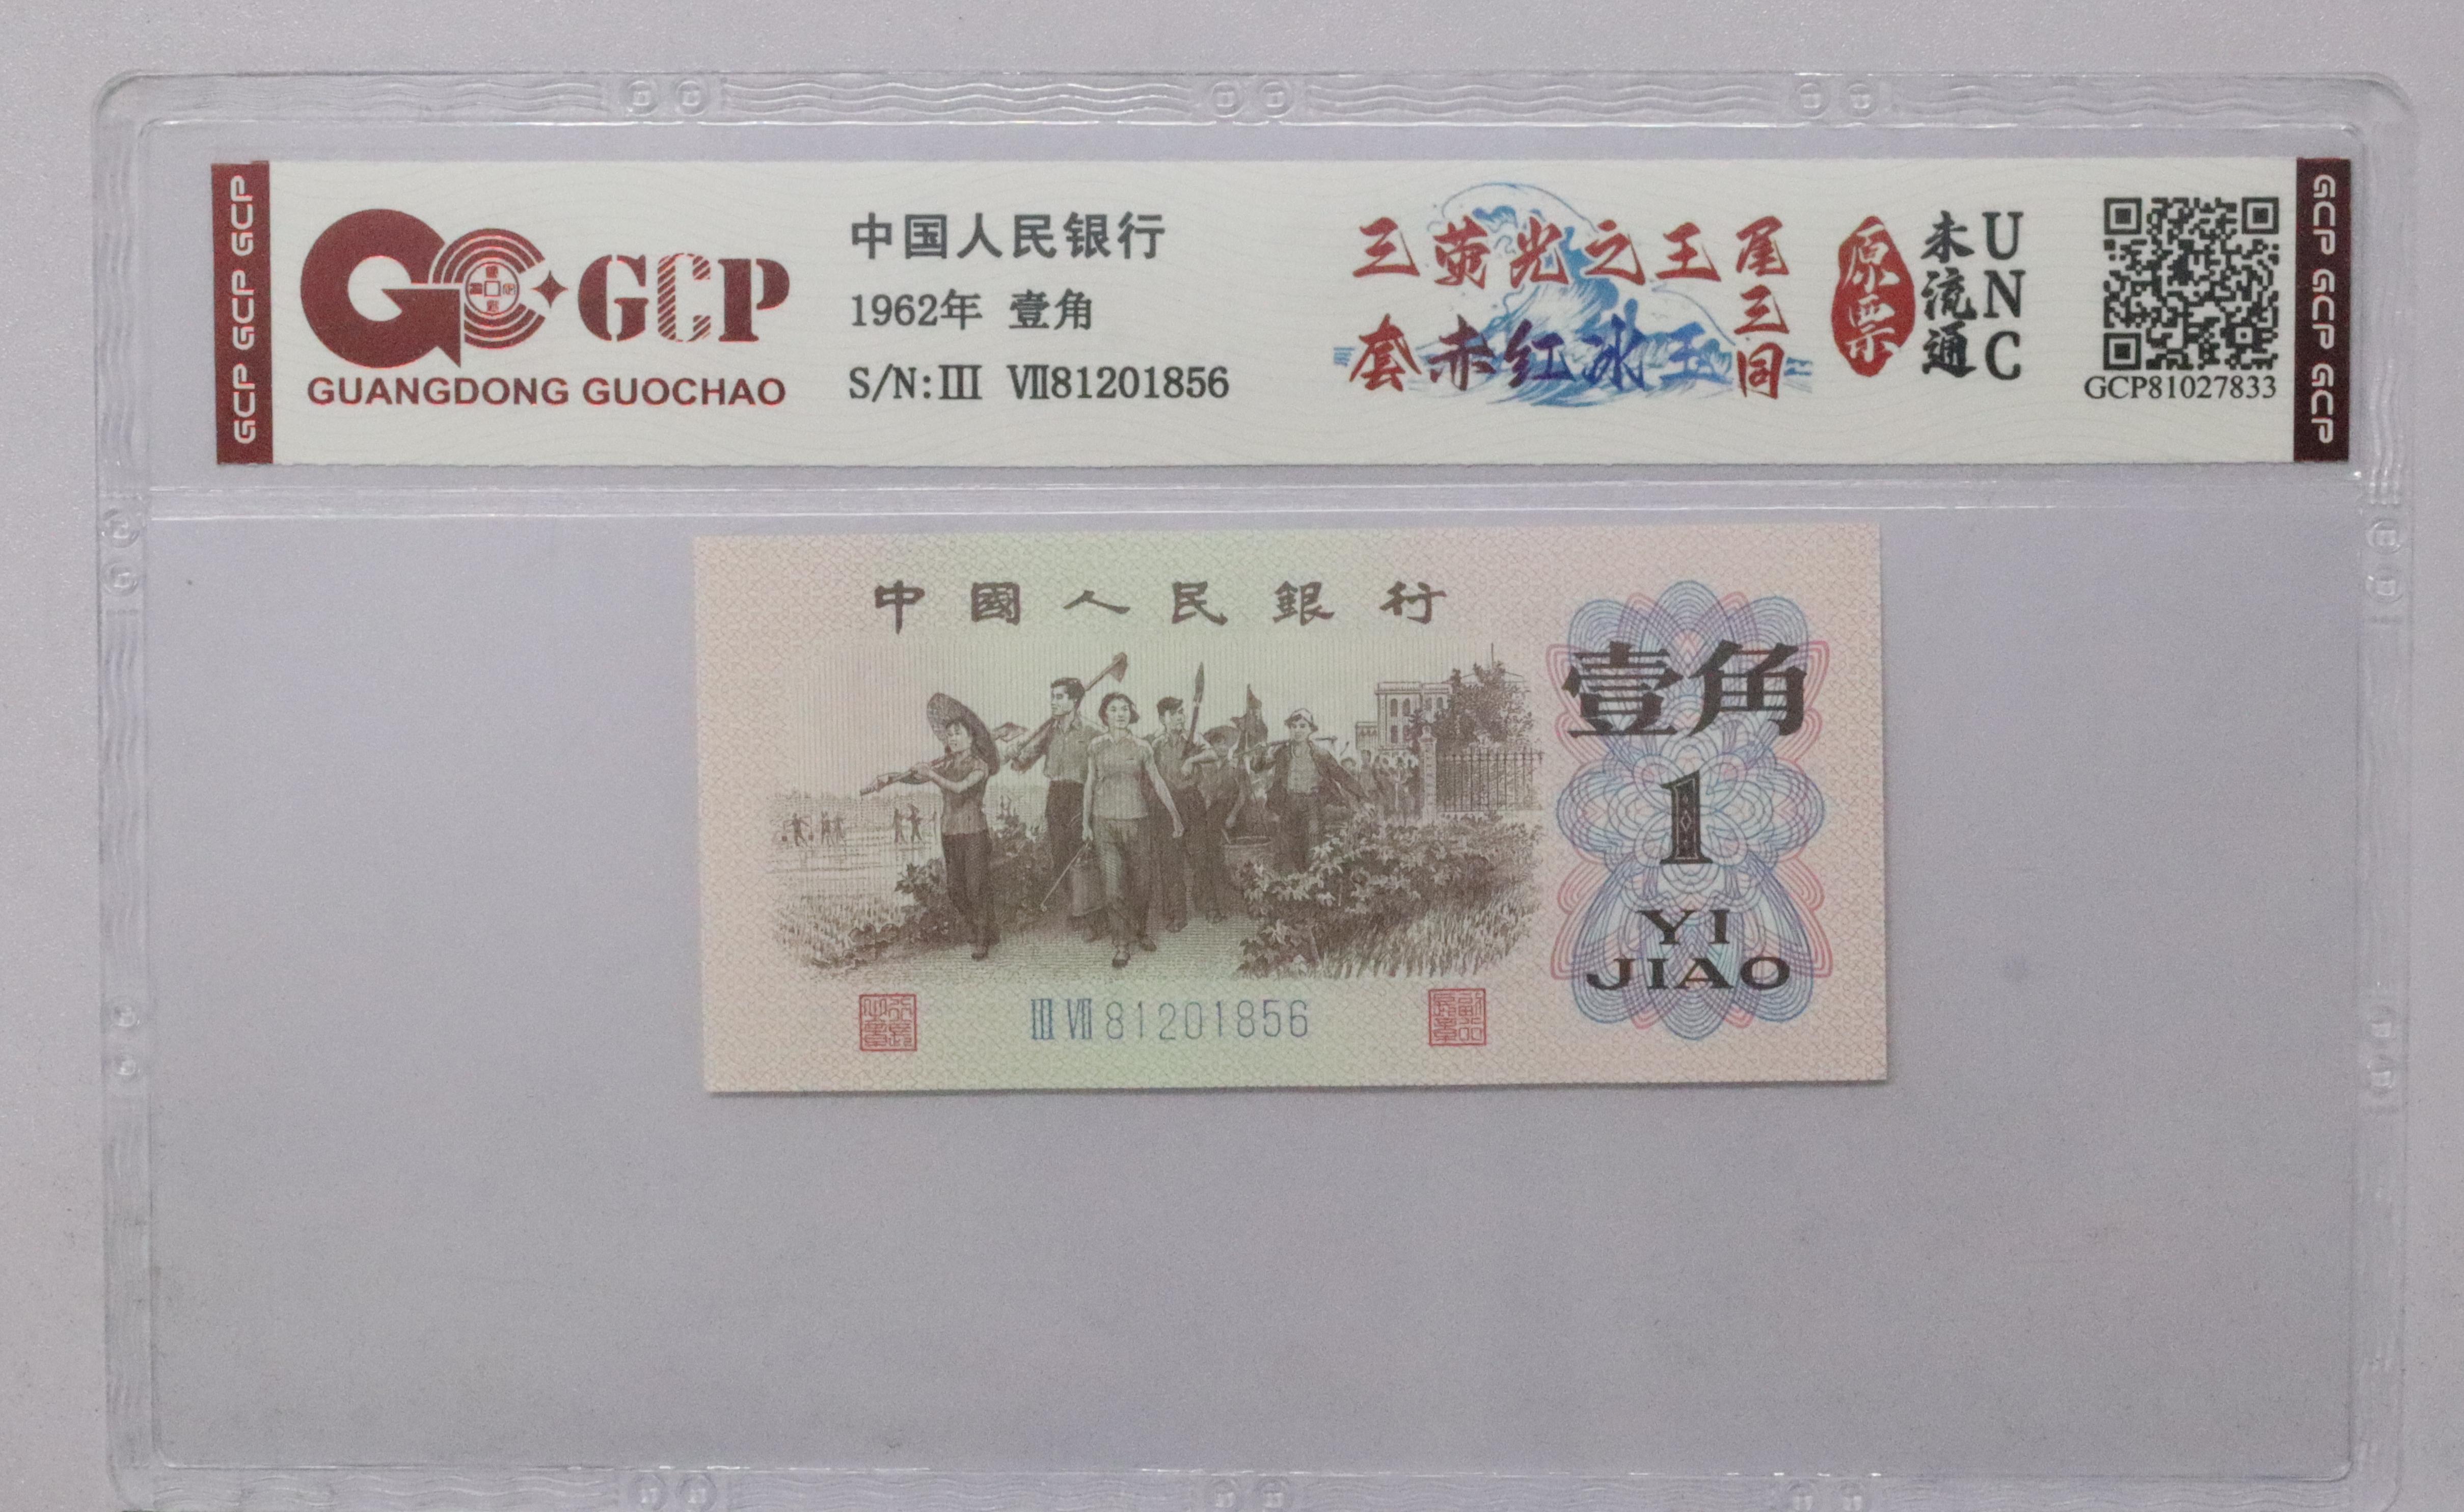 GCP GCP GCP
GCP
GUANGDONG GUOCHAO
中国人民银行
1962年 壹角
S/N:Ⅲ Ⅶ81201856
三荧光之王
套赤红冰王
尾三同
原票
未流通
UNC
GCP81027833
GCP GCP GCP
中國人民銀行
壹角
1
YI
JIAO
Ⅲ Ⅶ 81201856